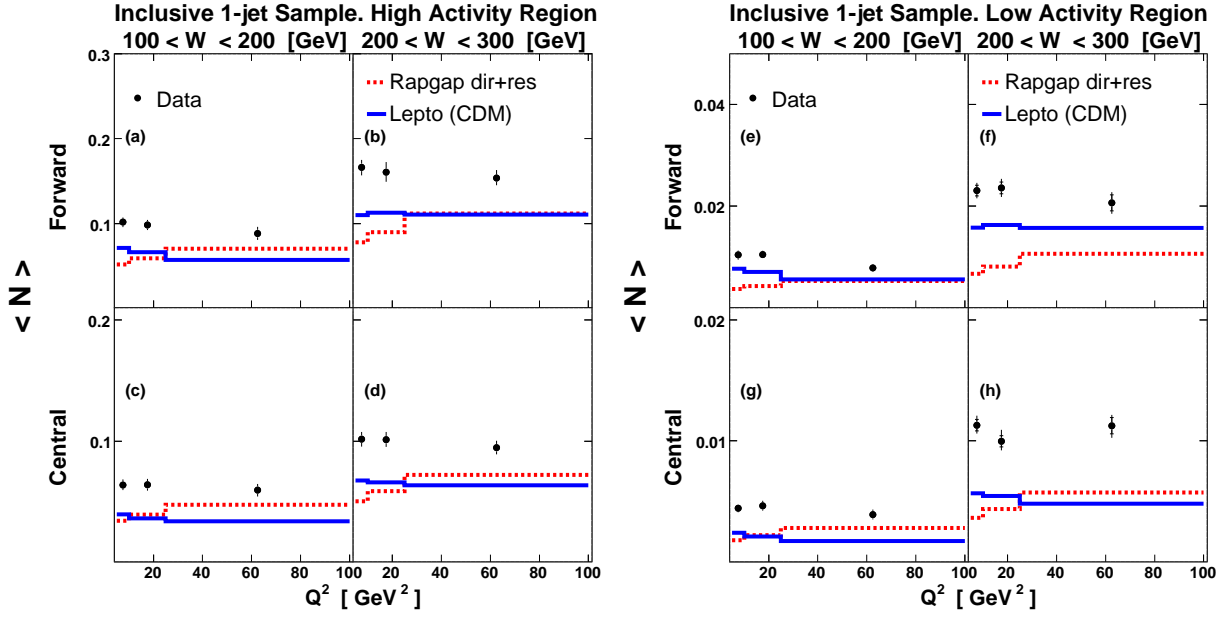 Inclusive 1-jet Sample. High Activity Region
100 < W < 200 [GeV]
200 < W < 300 [GeV]
0.3
0.2
0.1
0.2
0.1
Forward
Central
< N >
Data
Rapgap dir+res
Lepto (CDM)
(a)
(b)
(c)
(d)
20 40 60 80 100 20 40 60 80 100
Q² [ GeV² ]
Inclusive 1-jet Sample. Low Activity Region
100 < W < 200 [GeV]
200 < W < 300 [GeV]
0.04
0.02
0.02
0.01
Forward
Central
< N >
Data
Rapgap dir+res
Lepto (CDM)
(e)
(f)
(g)
(h)
20 40 60 80 100 20 40 60 80 100
Q² [ GeV² ]